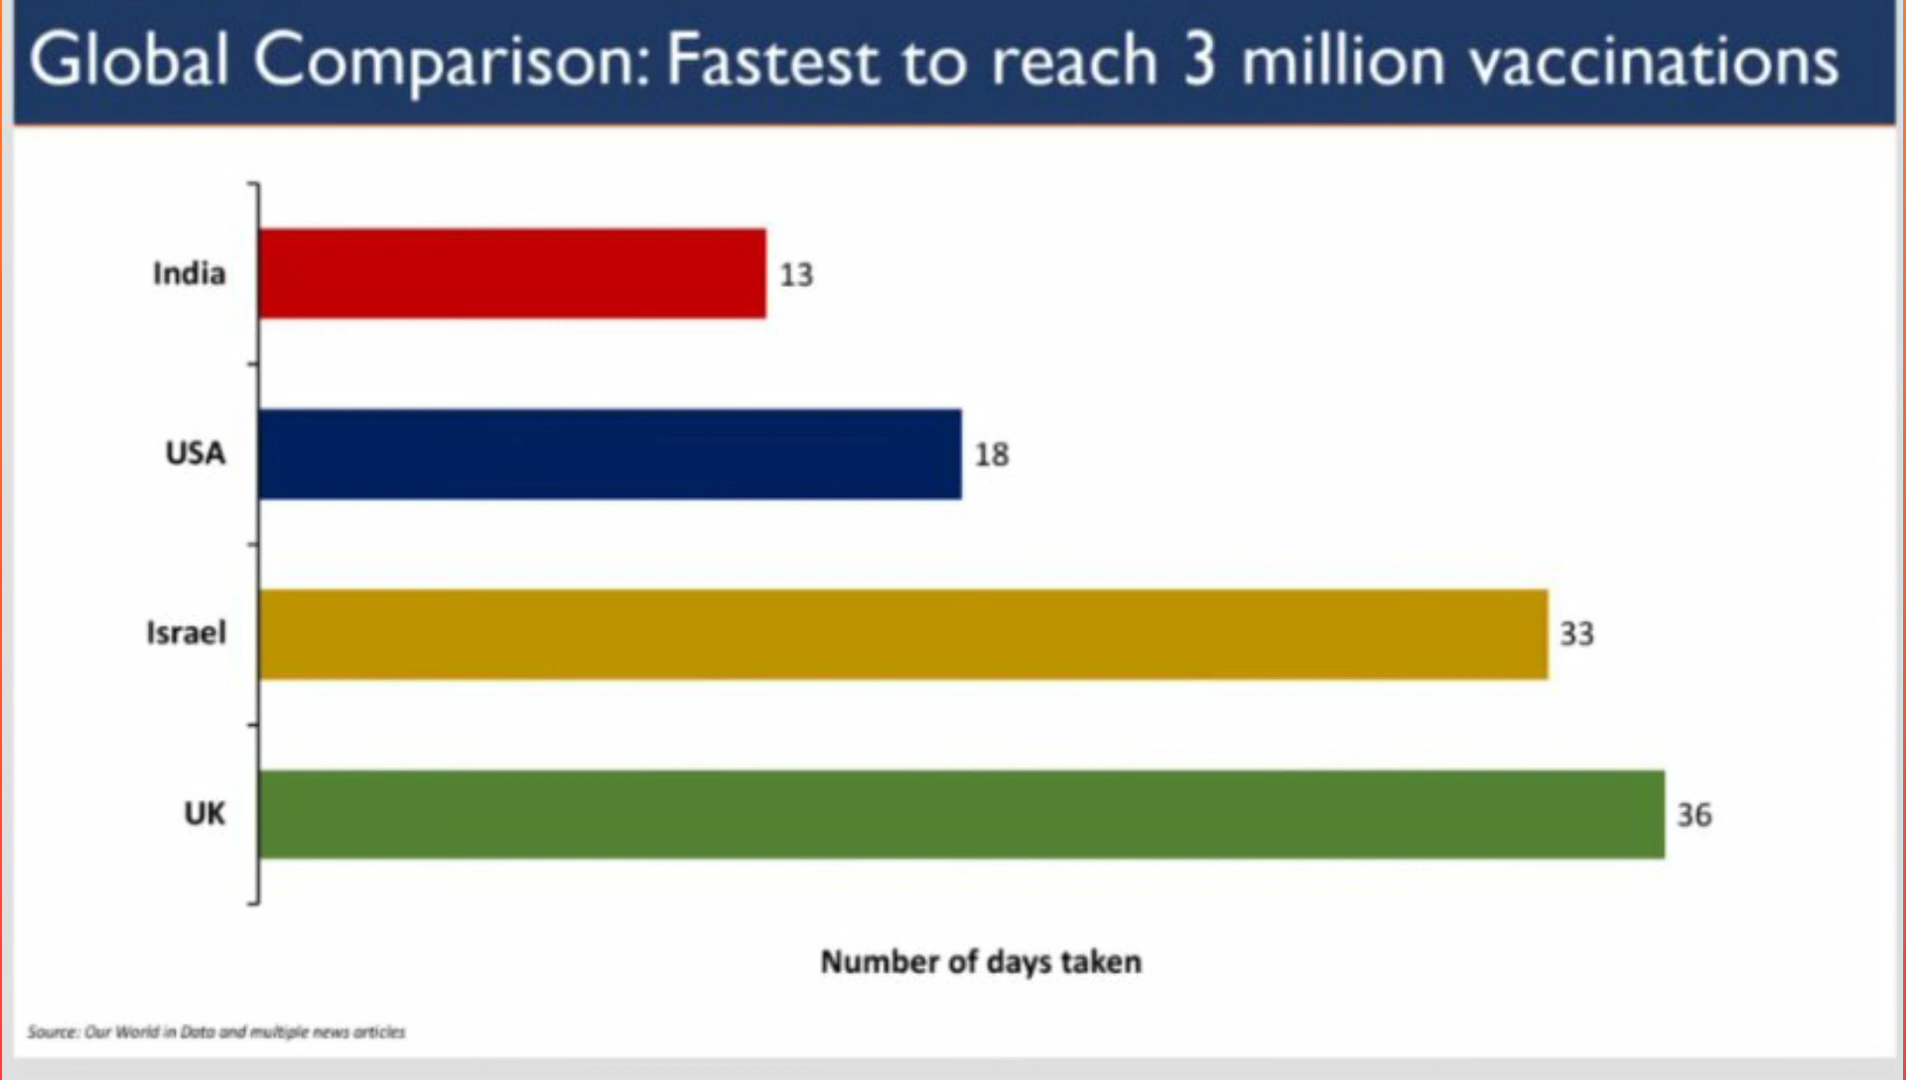 Global Comparison: Fastest to reach 3 million vaccinations
India
13
USA
18
Israel
33
UK
36
Number of days taken
Source: Our World in Data and multiple news articles